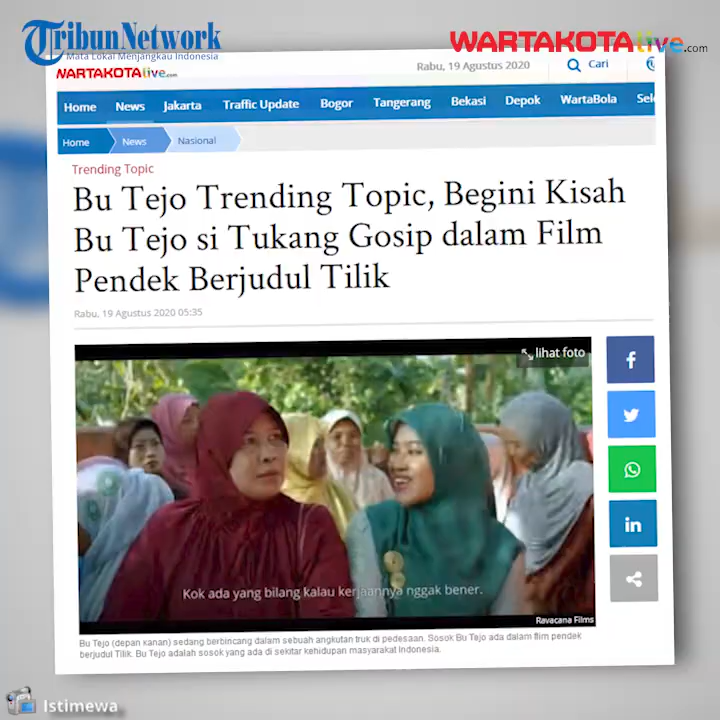 TribunNetwork
Mata Lokal Menjangkau Indonesia
WARTAKOTAlive.com
WARTAKOTAlive.com
Rabu, 19 Agustus 2020
Cari
Home News Jakarta Traffic Update Bogor Tangerang Bekasi Depok WartaBola Sele
Home News Nasional
Trending Topic
Bu Tejo Trending Topic, Begini Kisah
Bu Tejo si Tukang Gosip dalam Film
Pendek Berjudul Tilik
Rabu, 19 Agustus 2020 05:35
lihat foto
Kok ada yang bilang kalau kerjaannya nggak bener.
Ravacana Films
Bu Tejo (depan kanan) sedang berbincang dalam sebuah angkutan truk di pedesaan. Sosok Bu Tejo ada dalam film pendek
berjudul Tilik. Bu Tejo adalah sosok yang ada di sekitar kehidupan masyarakat Indonesia.
Istimewa